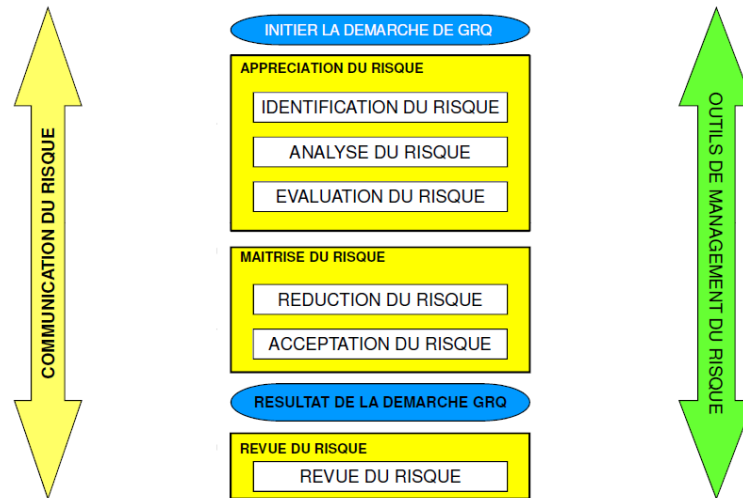 INITIER LA DEMARCHE DE GRQ
APPRECIATION DU RISQUE
IDENTIFICATION DU RISQUE
ANALYSE DU RISQUE
EVALUATION DU RISQUE
MAITRISE DU RISQUE
REDUCTION DU RISQUE
ACCEPTATION DU RISQUE
RESULTAT DE LA DEMARCHE GRQ
REVUE DU RISQUE
REVUE DU RISQUE
COMMUNICATION DU RISQUE
OUTILS DE MANAGEMENT DU RISQUE